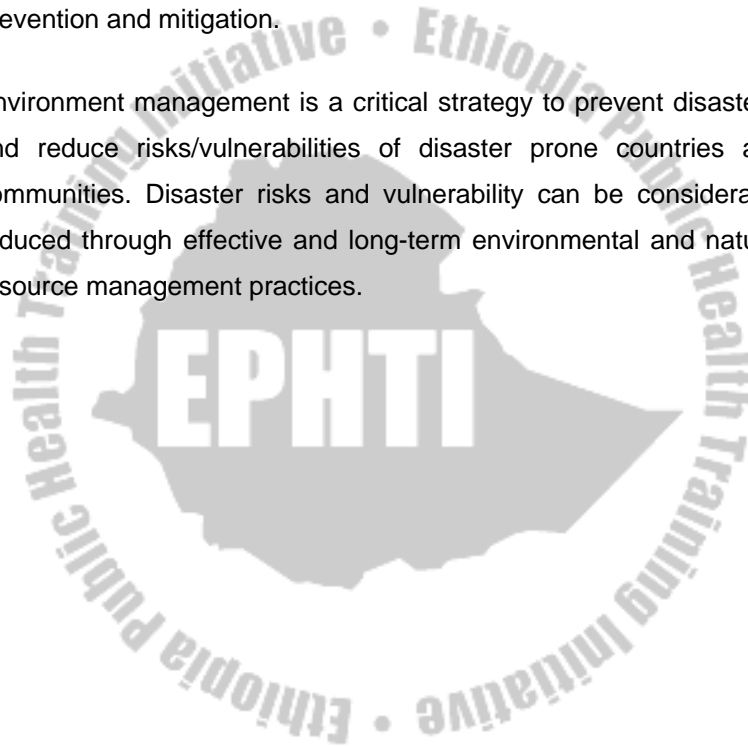 evention and mitigation.
nvironment management is a critical strategy to prevent disaste
nd reduce risks/vulnerabilities of disaster prone countries a
ommunities. Disaster risks and vulnerability can be considera
duced through effective and long-term environmental and natu
source management practices.
EPHTI
Ethiopia Public Health Training Initiative • Ethiopia Public Health Training Initiative •